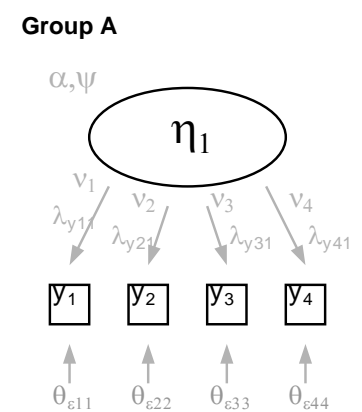 Group A
α,ψ
η₁
ν₁ ν₂ ν₃ ν₄
λy11 λy21 λy31 λy41
y₁ y₂ y₃ y₄
θε11 θε22 θε33 θε44